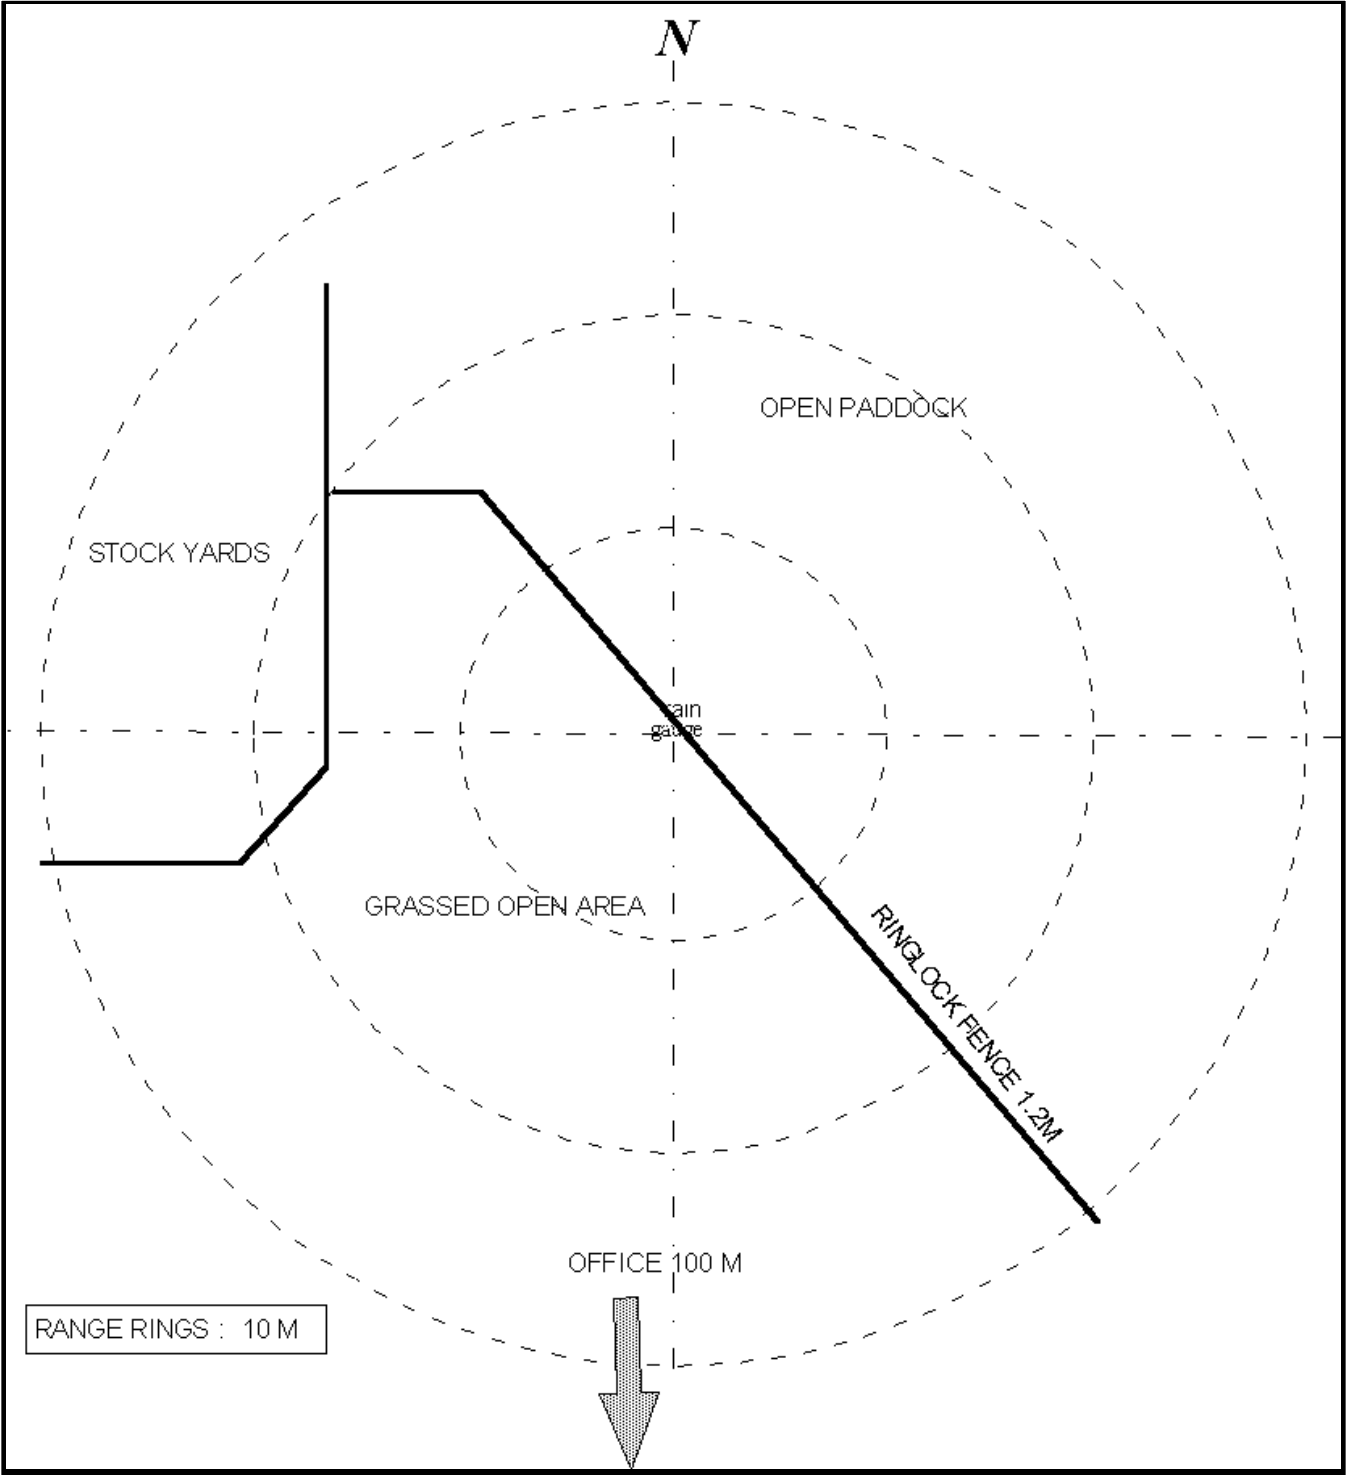 N
OPEN PADDOCK
STOCK YARDS
rain
gauge
GRASSED OPEN AREA
RINGLOCK FENCE 1.2M
OFFICE 100 M
RANGE RINGS : 10 M